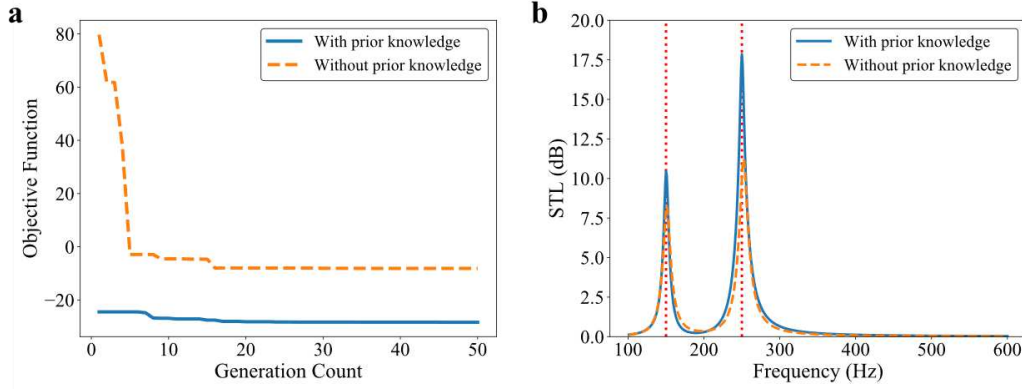 a
Objective Function
80
60
40
20
0
−20
0
10
20
30
40
50
Generation Count
With prior knowledge
Without prior knowledge
b
STL (dB)
20.0
17.5
15.0
12.5
10.0
7.5
5.0
2.5
0.0
100
200
300
400
500
600
Frequency (Hz)
With prior knowledge
Without prior knowledge